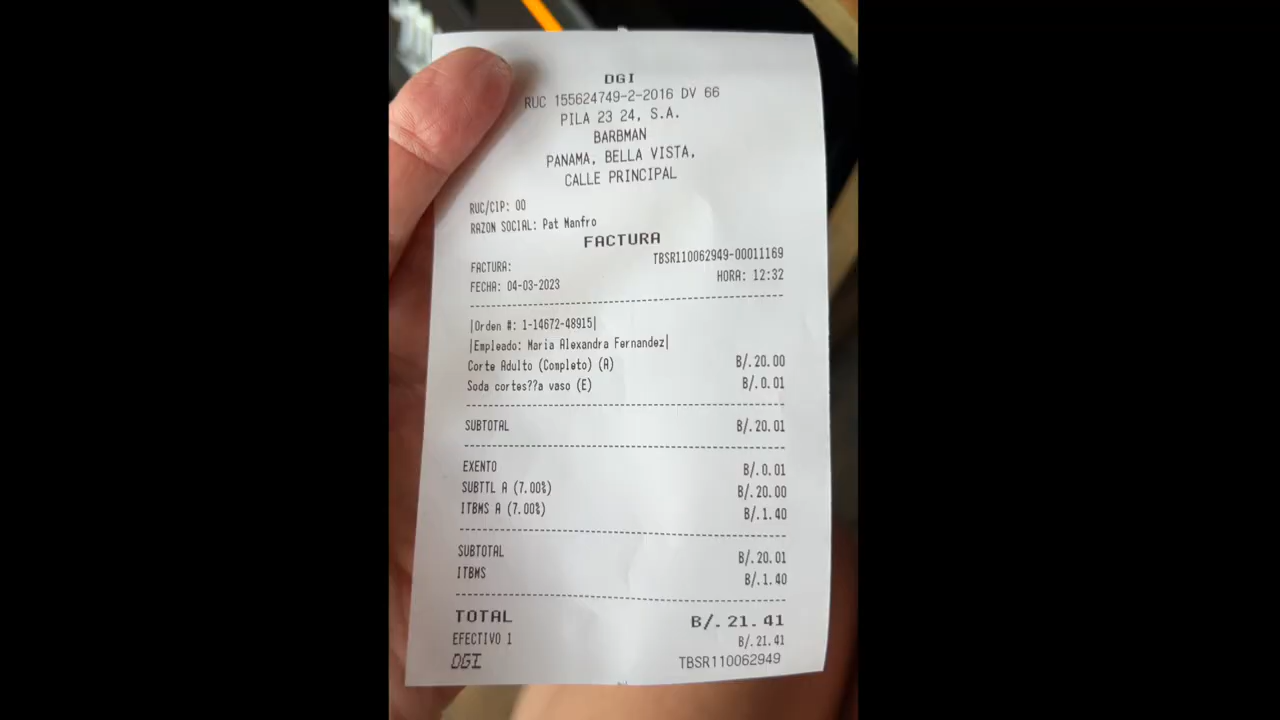 DGI
RUC 155624749-2-2016 DV 66
PILA 23 24, S.A.
BARBMAN
PANAMA, BELLA VISTA,
CALLE PRINCIPAL
RUC/CIP: 00
RAZON SOCIAL: Pat Manfro
FACTURA
FACTURA: TBSR110062949-00011169
FECHA: 04-03-2023 HORA: 12:32
|Orden #: 1-14672-48915|
|Empleado: Maria Alexandra Fernandez|
Corte Adulto (Completo) (A) B/.20.00
Soda cortes??a vaso (E) B/.0.01
SUBTOTAL B/.20.01
EXENTO B/.0.01
SUBTTL A (7.00%) B/.20.00
ITBMS A (7.00%) B/.1.40
SUBTOTAL B/.20.01
ITBMS B/.1.40
TOTAL B/.21.41
EFECTIVO 1 B/.21.41
DGI TBSR110062949